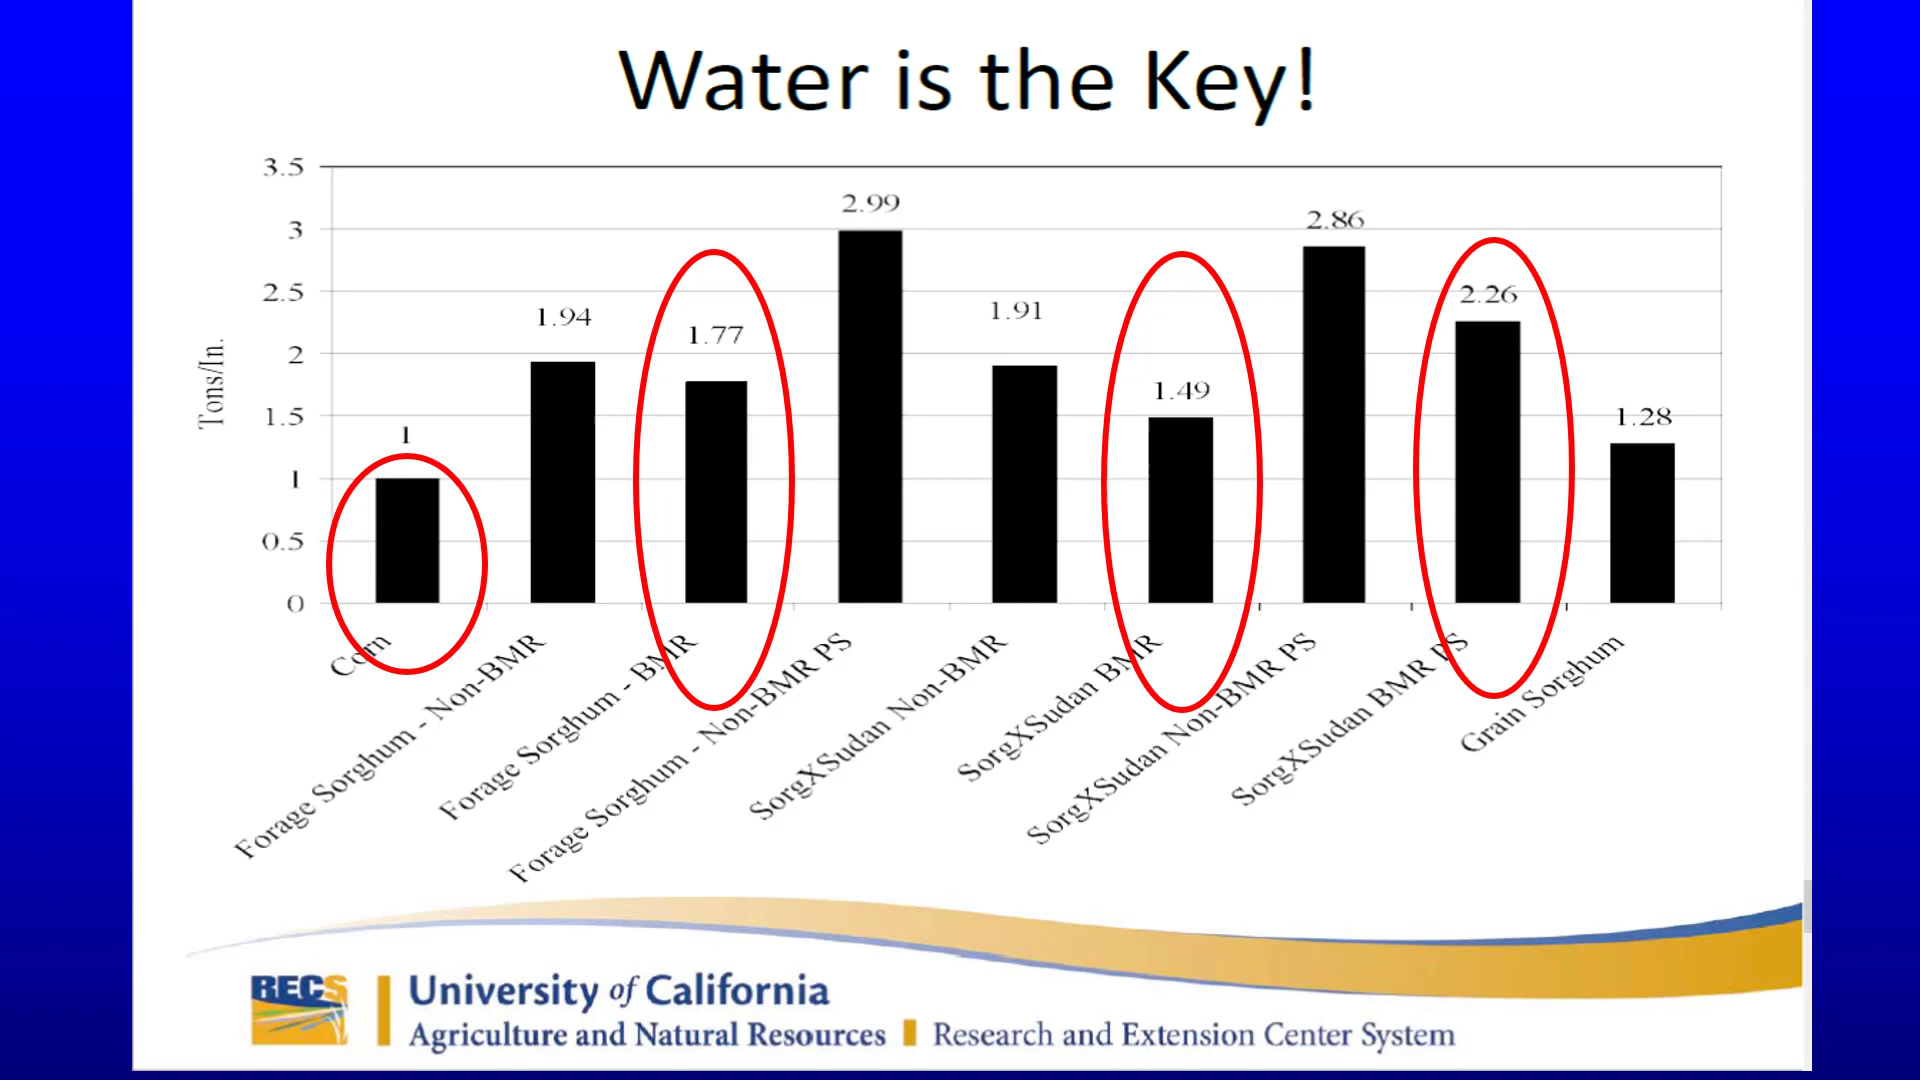 Water is the Key!
3.5
3
2.5
2
1.5
1
0.5
0
Tons/In.
1
1.94
1.77
2.99
1.91
1.49
2.86
2.26
1.28
Corn
Forage Sorghum - Non-BMR
Forage Sorghum - BMR
Forage Sorghum - Non-BMR PS
SorgXSudan Non-BMR
SorgXSudan BMR
SorgXSudan Non-BMR PS
SorgXSudan BMR PS
Grain Sorghum
RECS
University of California
Agriculture and Natural Resources
Research and Extension Center System